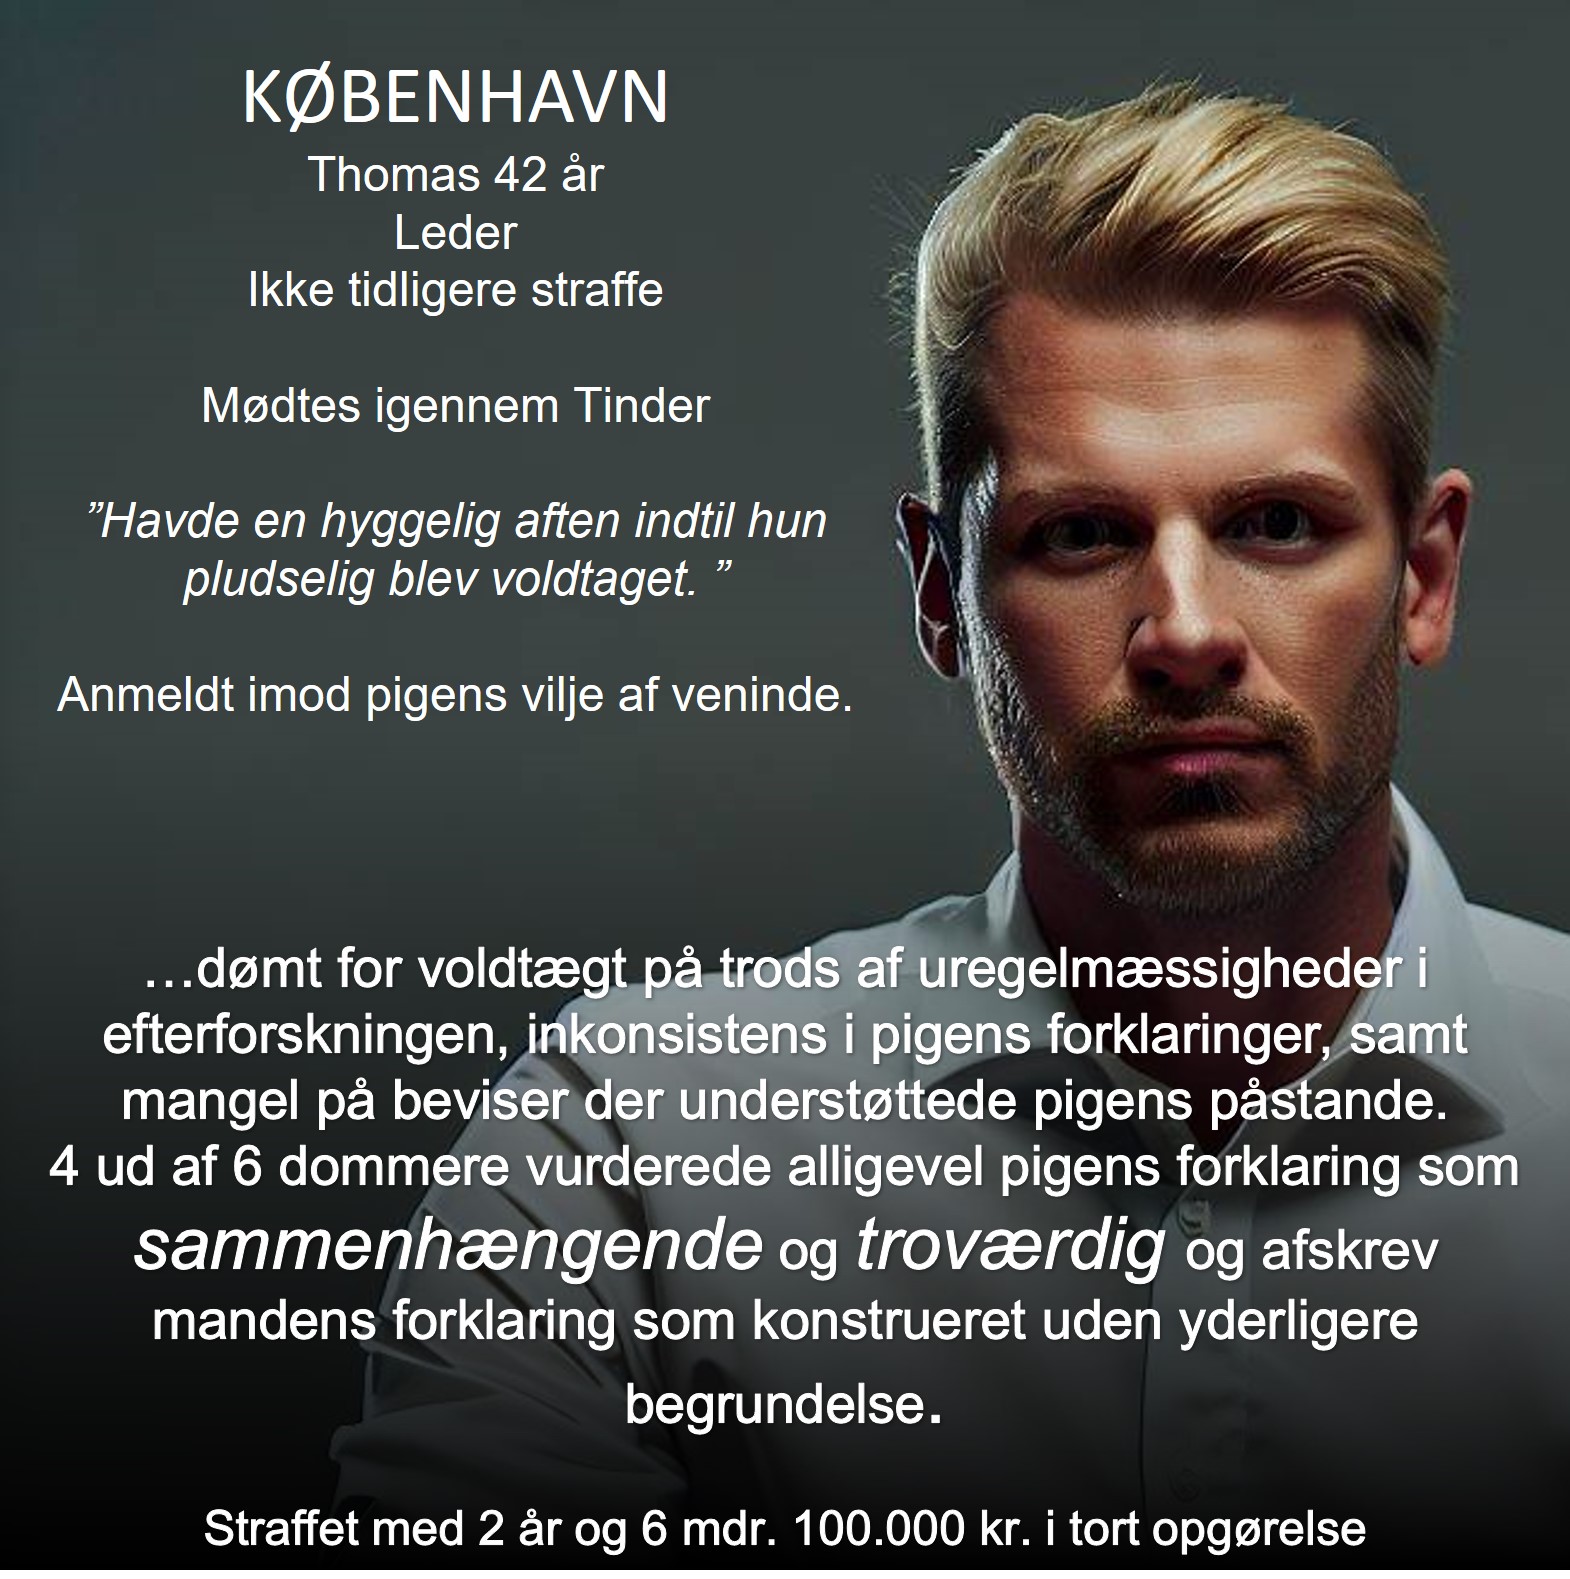 KØBENHAVN
Thomas 42 år
Leder
Ikke tidligere straffe
Mødtes igennem Tinder
”Havde en hyggelig aften indtil hun
pludselig blev voldtaget. ”
Anmeldt imod pigens vilje af veninde.
…dømt for voldtægt på trods af uregelmæssigheder i
efterforskningen, inkonsistens i pigens forklaringer, samt
mangel på beviser der understøttede pigens påstande.
4 ud af 6 dommere vurderede alligevel pigens forklaring som
sammenhængende og troværdig og afskrev
mandens forklaring som konstrueret uden yderligere
begrundelse.
Straffet med 2 år og 6 mdr. 100.000 kr. i tort opgørelse